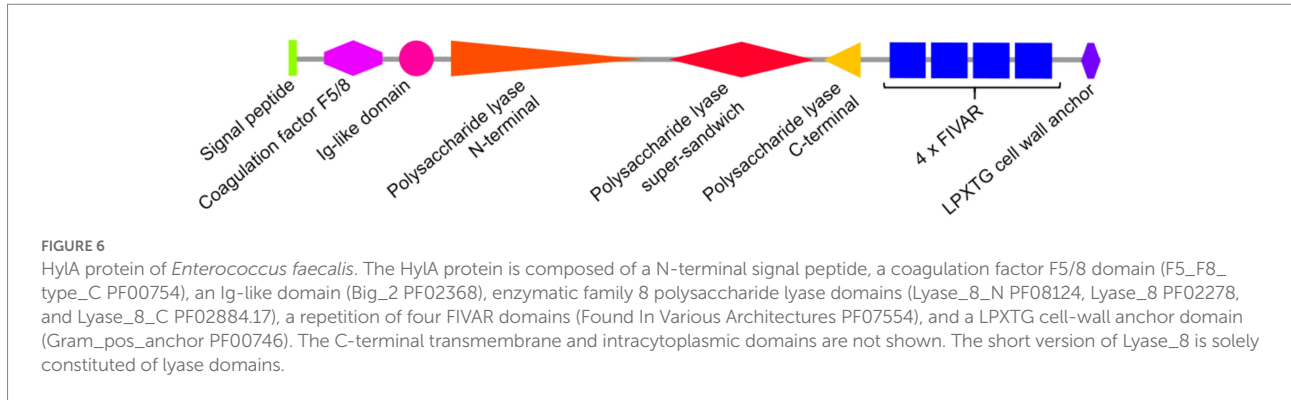 Signal peptide
Coagulation factor F5/8
Ig-like domain
Polysaccharide lyase
N-terminal
Polysaccharide lyase
super-sandwich
Polysaccharide lyase
C-terminal
4 x FIVAR
LPXTG cell wall anchor
FIGURE 6
HylA protein of Enterococcus faecalis. The HylA protein is composed of a N-terminal signal peptide, a coagulation factor F5/8 domain (F5_F8_
type_C PF00754), an Ig-like domain (Big_2 PF02368), enzymatic family 8 polysaccharide lyase domains (Lyase_8_N PF08124, Lyase_8 PF02278,
and Lyase_8_C PF02884.17), a repetition of four FIVAR domains (Found In Various Architectures PF07554), and a LPXTG cell-wall anchor domain
(Gram_pos_anchor PF00746). The C-terminal transmembrane and intracytoplasmic domains are not shown. The short version of Lyase_8 is solely
constituted of lyase domains.